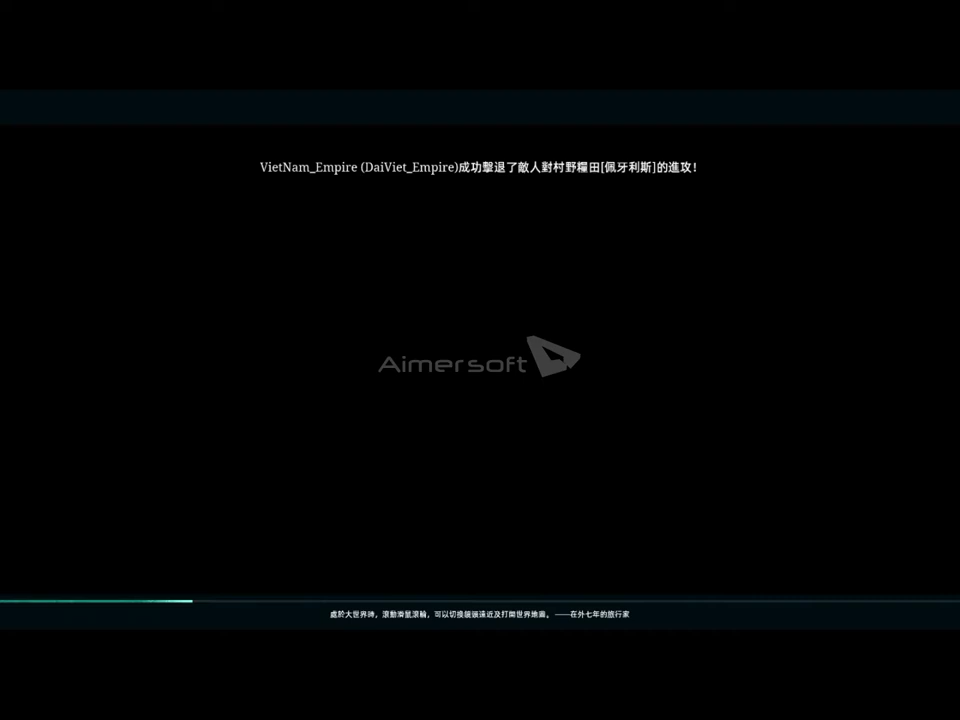 VietNam_Empire (DaiViet_Empire)成功擊退了敵人對村野糧田[佩牙利斯]的進攻!
Aimersoft
處於大世界時，滾動滑鼠滾輪，可以切換鏡頭遠近及打開世界地圖。——在外七年的旅行家